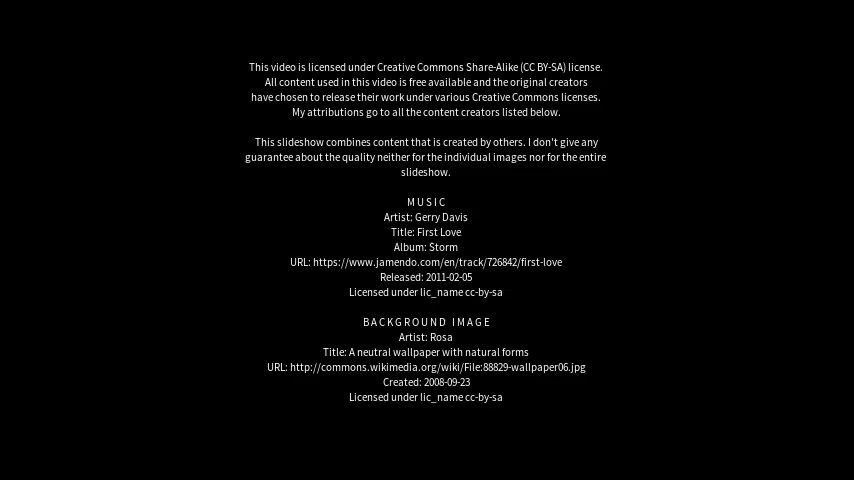 This video is licensed under Creative Commons Share-Alike (CC BY-SA) license.
All content used in this video is free available and the original creators
have chosen to release their work under various Creative Commons licenses.
My attributions go to all the content creators listed below.
This slideshow combines content that is created by others. I don't give any
guarantee about the quality neither for the individual images nor for the entire
slideshow.
MUSIC
Artist: Gerry Davis
Title: First Love
Album: Storm
URL: https://www.jamendo.com/en/track/726842/first-love
Released: 2011-02-05
Licensed under lic_name cc-by-sa
BACKGROUND IMAGE
Artist: Rosa
Title: A neutral wallpaper with natural forms
URL: http://commons.wikimedia.org/wiki/File:88829-wallpaper06.jpg
Created: 2008-09-23
Licensed under lic_name cc-by-sa